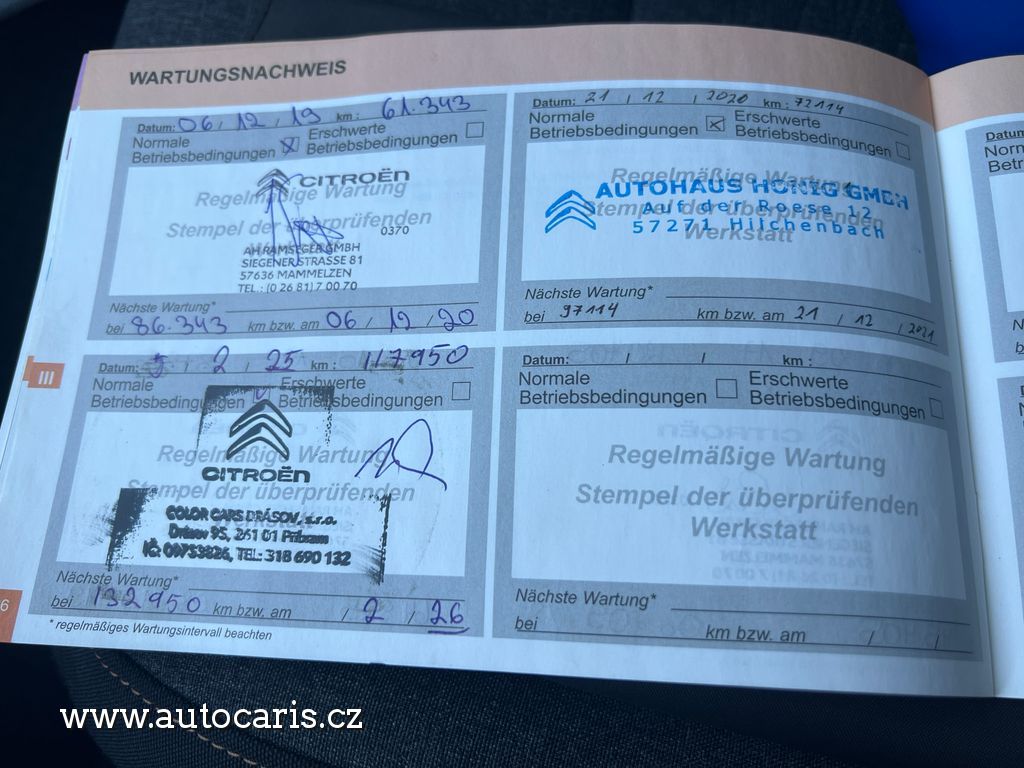 WARTUNGSNACHWEIS
Datum: 06 / 12 / 19 km : 61.343
Normale Betriebsbedingungen ☒ Erschwerte Betriebsbedingungen ☐
CITROËN
Regelmäßige Wartung
Stempel der überprüfenden
0370
AH RAMSEGER GMBH
SIEGENER STRASSE 81
57636 MAMMELZEN
TEL.: (0 26 81) 7 00 70
Nächste Wartung*
bei 86.343 km bzw. am 06 / 12 / 20
Datum: 21 / 12 / 2020 km : 72114
Normale Betriebsbedingungen ☒ Erschwerte Betriebsbedingungen ☐
Regelmäßige Wartung
AUTOHAUS HONIG GMBH
Stempel der überprüfenden
Auf der Roese 12
57271 Hilchenbach
Werkstatt
Nächste Wartung*
bei 97114 km bzw. am 21 / 12 / 2021
III
Datum: 5 / 2 / 25 km : 117950
Normale Betriebsbedingungen ☑ Erschwerte Betriebsbedingungen ☐
Regelmäßige Wartung
CITROËN
Stempel der überprüfenden
Werkstatt
COLOR CARS DRÁSOV, s.r.o.
Drásov 95, 261 01 Příbram
IČ: 09753826, TEL: 318 690 132
Nächste Wartung*
bei 132950 km bzw. am / 2 / 26
* regelmäßiges Wartungsintervall beachten
Datum: / / km :
Normale Betriebsbedingungen ☐ Erschwerte Betriebsbedingungen ☐
Regelmäßige Wartung
Stempel der überprüfenden
Werkstatt
Nächste Wartung*
bei km bzw. am / /
6
www.autocaris.cz